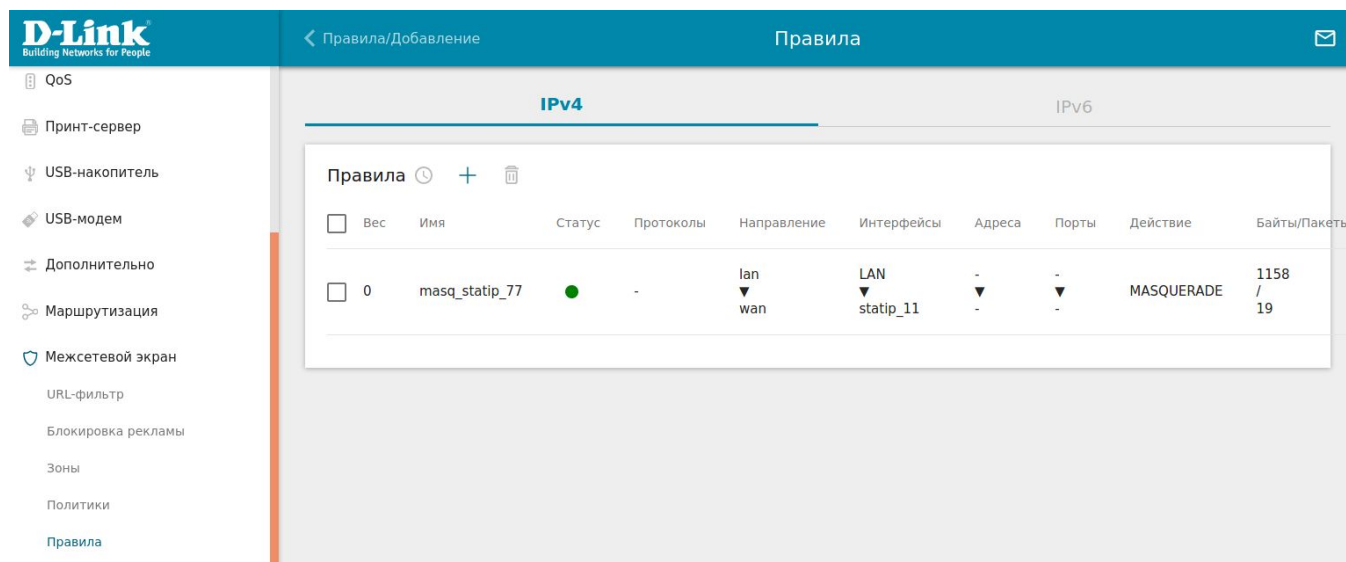 D-Link
Building Networks for People
Правила/Добавление
Правила
QoS
Принт-сервер
USB-накопитель
USB-модем
Дополнительно
Маршрутизация
Межсетевой экран
URL-фильтр
Блокировка рекламы
Зоны
Политики
Правила
IPv4 IPv6
Правила
Вес Имя Статус Протоколы Направление Интерфейсы Адреса Порты Действие Байты/Пакеты
0 masq_statip_77 - lan ▼ wan LAN ▼ statip_11 - ▼ - - ▼ - MASQUERADE 1158 / 19